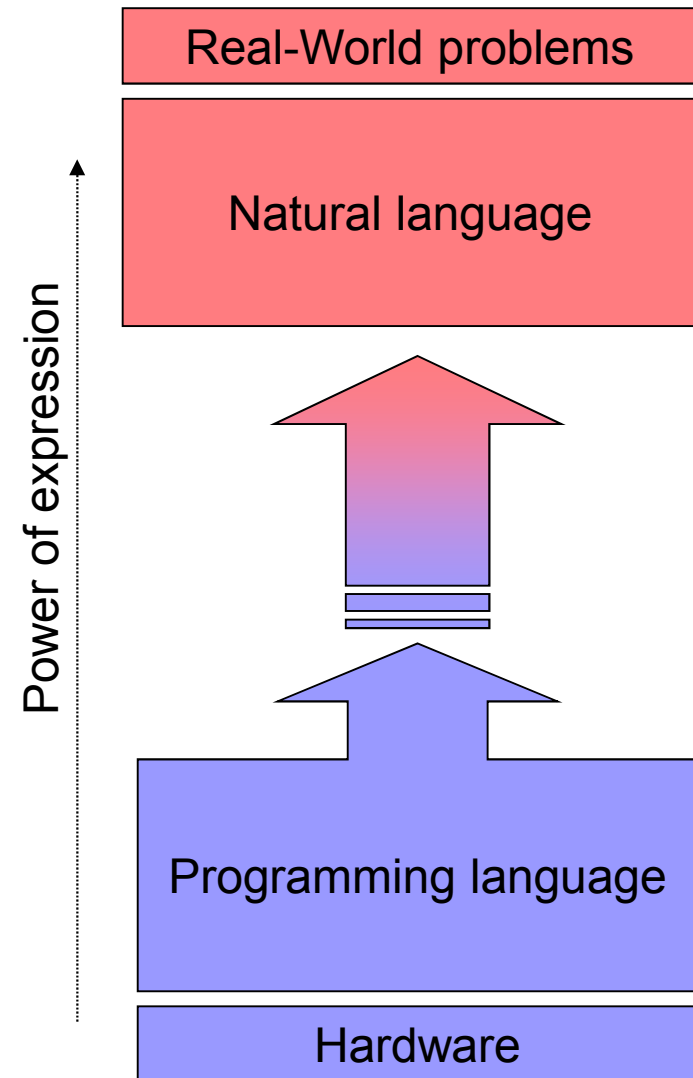 Real-World problems
Natural language
Power of expression
Programming language
Hardware